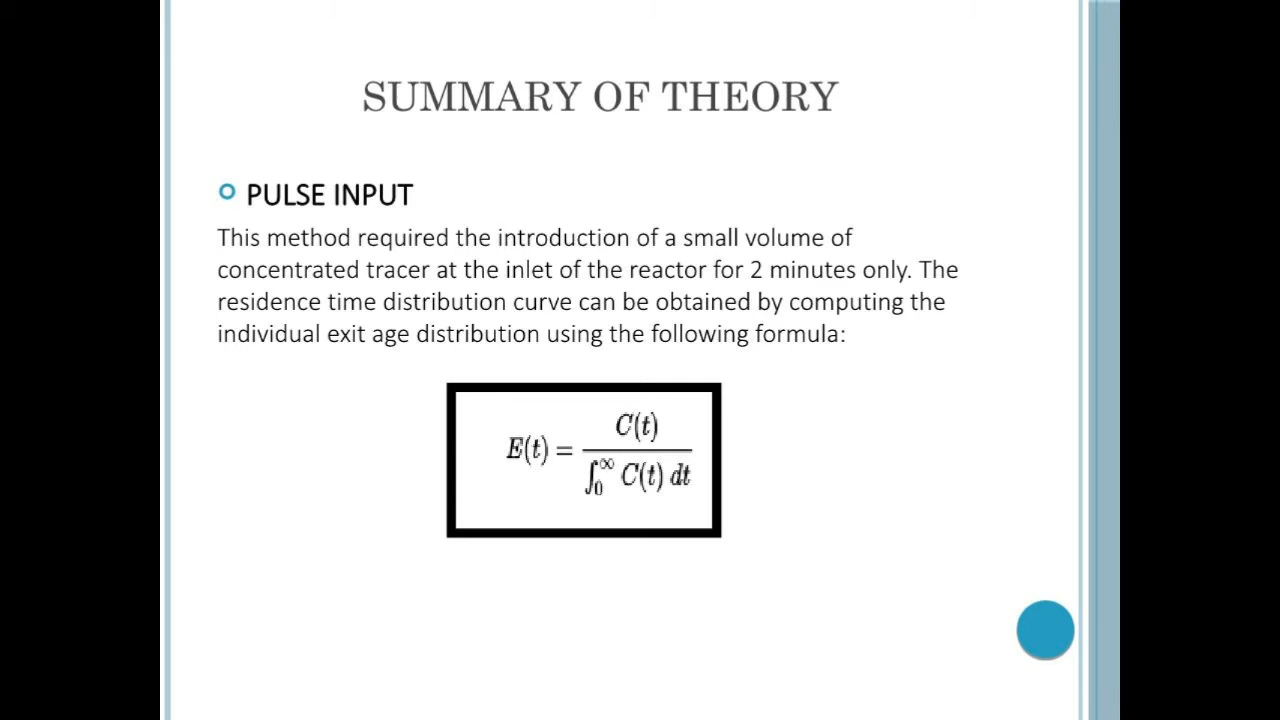 SUMMARY OF THEORY
PULSE INPUT
This method required the introduction of a small volume of
concentrated tracer at the inlet of the reactor for 2 minutes only. The
residence time distribution curve can be obtained by computing the
individual exit age distribution using the following formula:
E(t) = C(t) / ∫₀^∞ C(t) dt